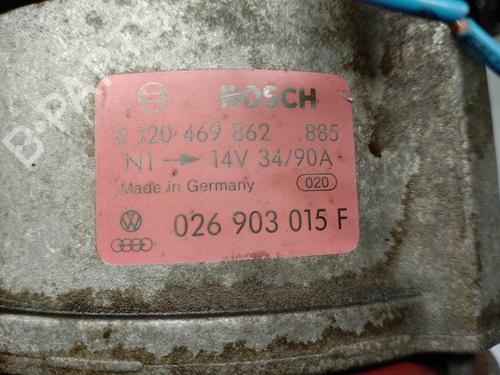 BOSCH
0 120 469 862 885
N1 → 14V 34/90A
Made in Germany 020
026 903 015 F
B-PARTS